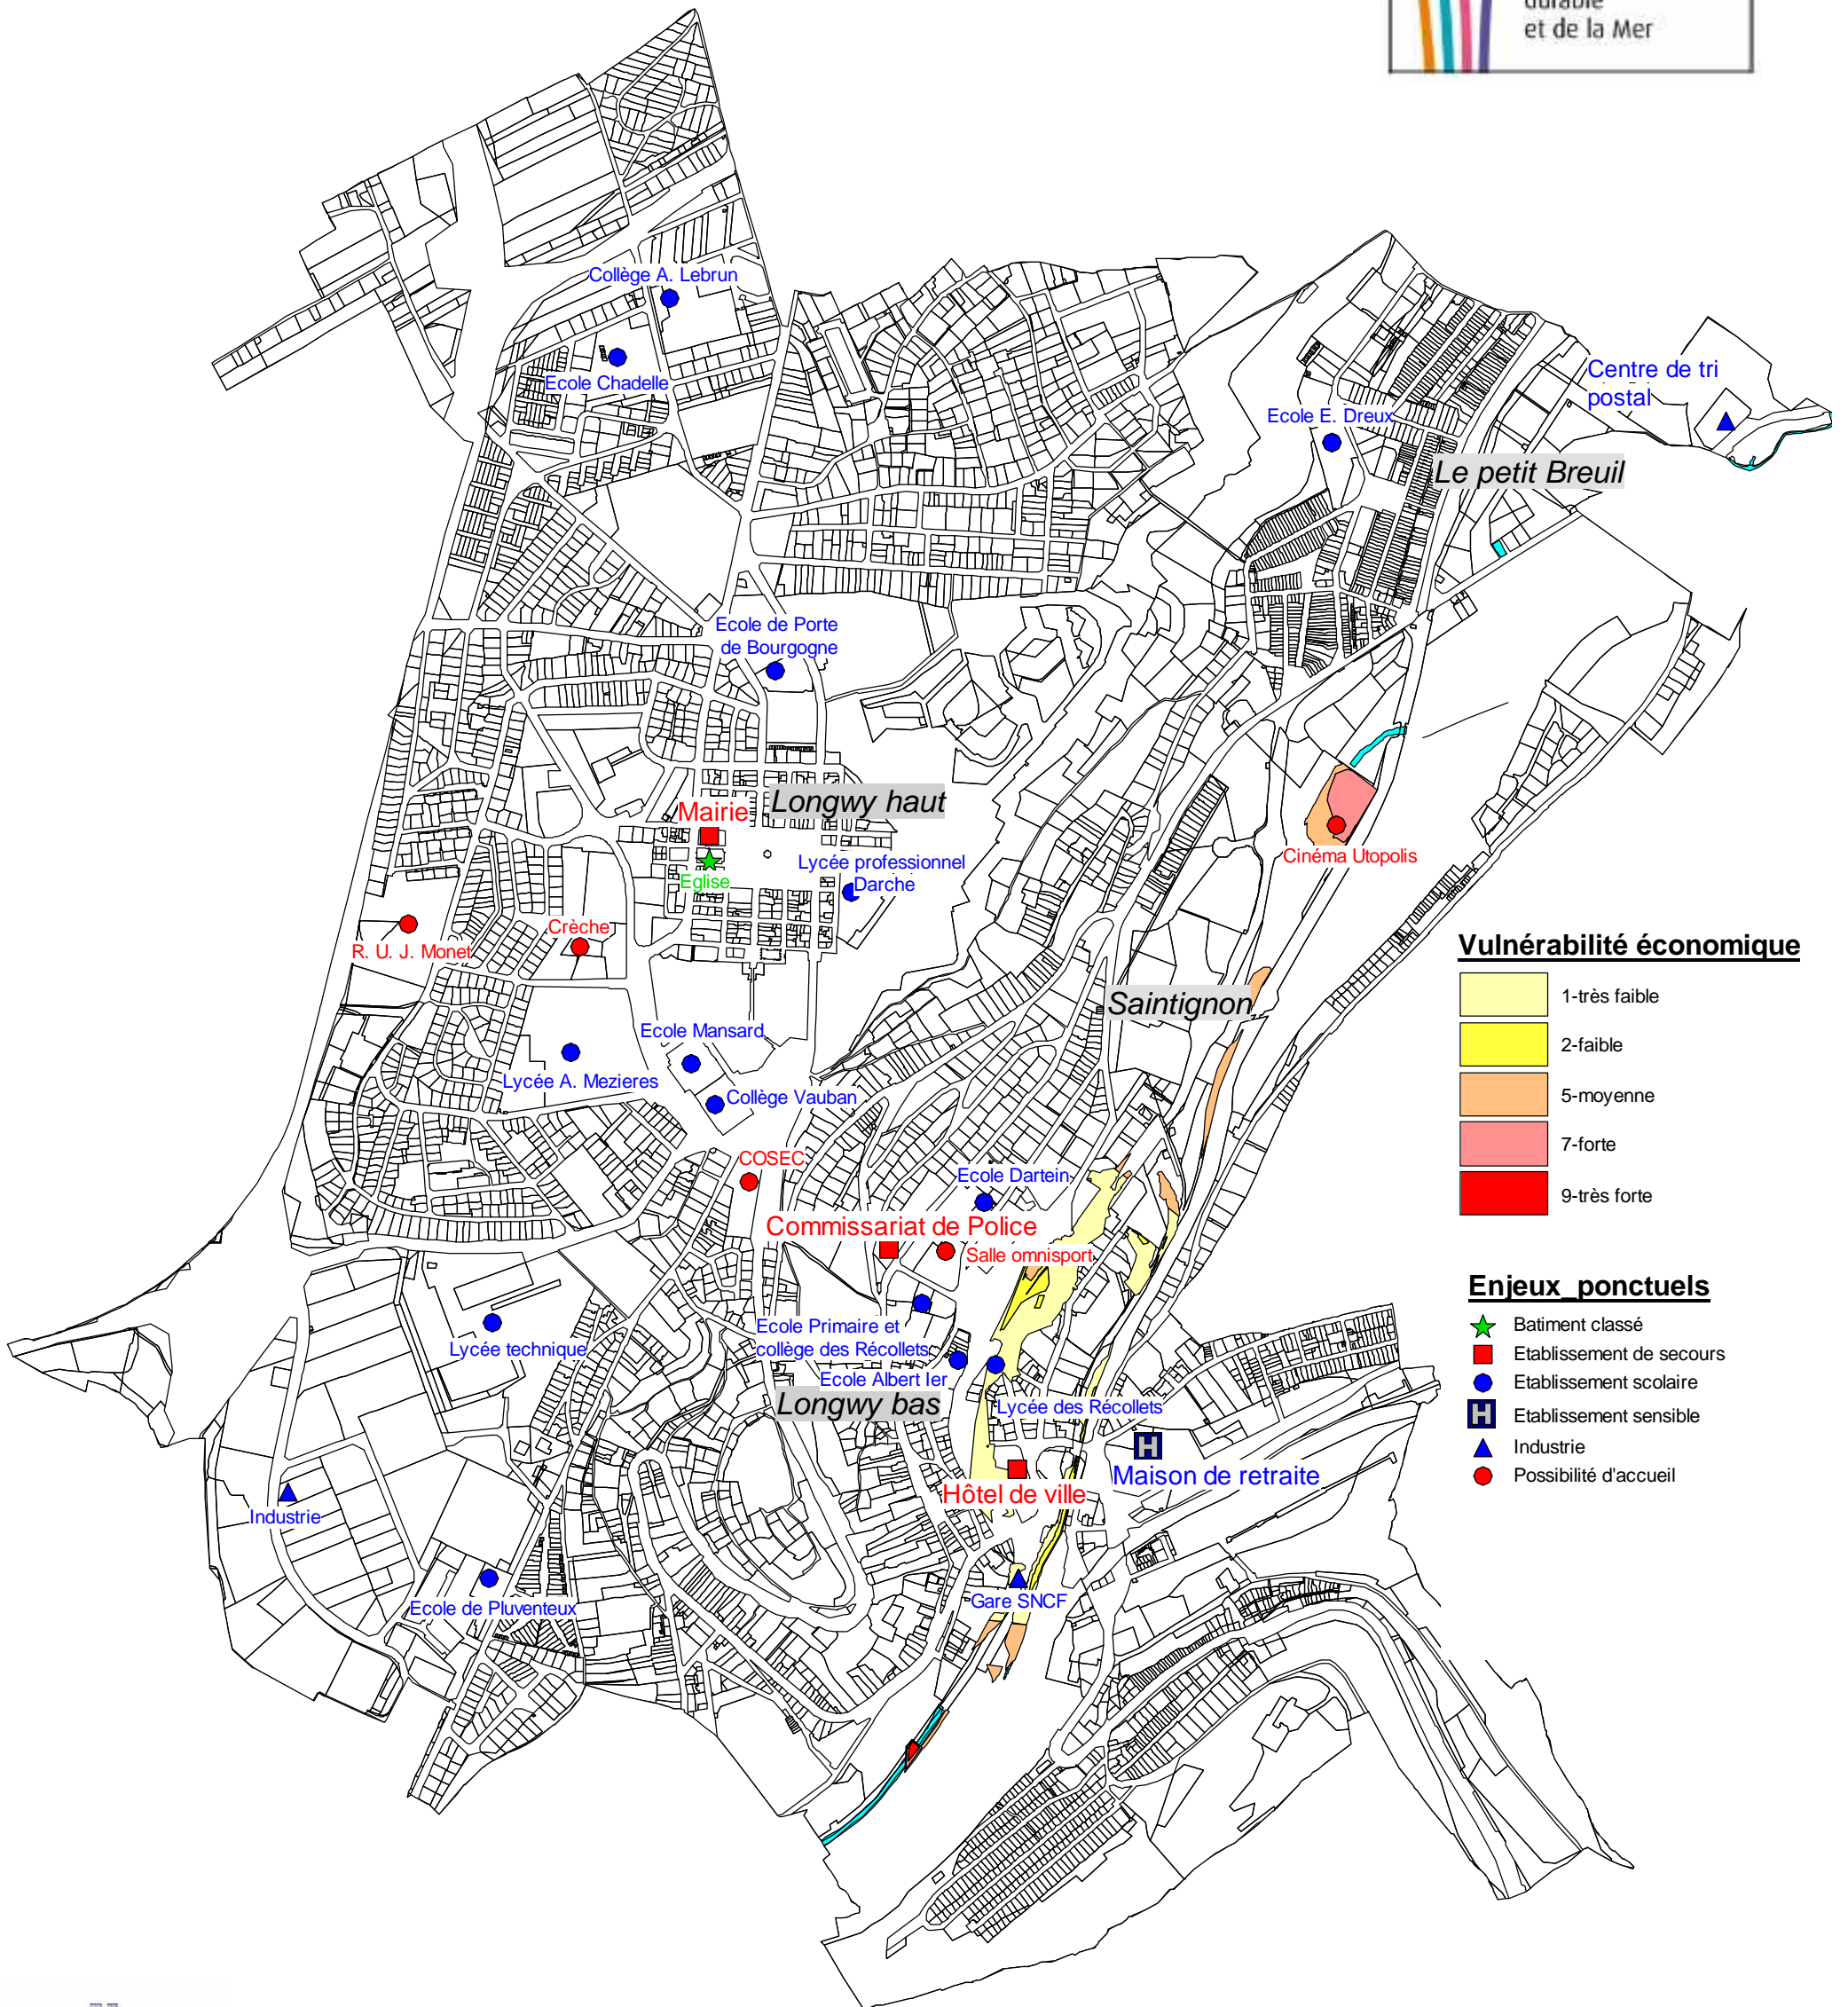 durable
et de la Mer
Collège A. Lebrun
Ecole Chadelle
Centre de tri
postal
Ecole E. Dreux
Le petit Breuil
Ecole de Porte
de Bourgogne
Longwy haut
Mairie
Eglise
Lycée professionnel
Darche
Cinéma Utopolis
R. U. J. Monet
Crèche
Vulnérabilité économique
1-très faible
2-faible
5-moyenne
7-forte
9-très forte
Saintignon
Ecole Mansard
Lycée A. Mezieres
Collège Vauban
COSEC
Ecole Dartein
Commissariat de Police
Salle omnisport
Enjeux_ponctuels
Batiment classé
Etablissement de secours
Etablissement scolaire
H Etablissement sensible
Industrie
Possibilité d'accueil
Ecole Primaire et
collège des Récollets
Lycée technique
Ecole Albert Ier
Longwy bas
Lycée des Récollets
H
Maison de retraite
Hôtel de ville
Industrie
Gare SNCF
Ecole de Pluventeux